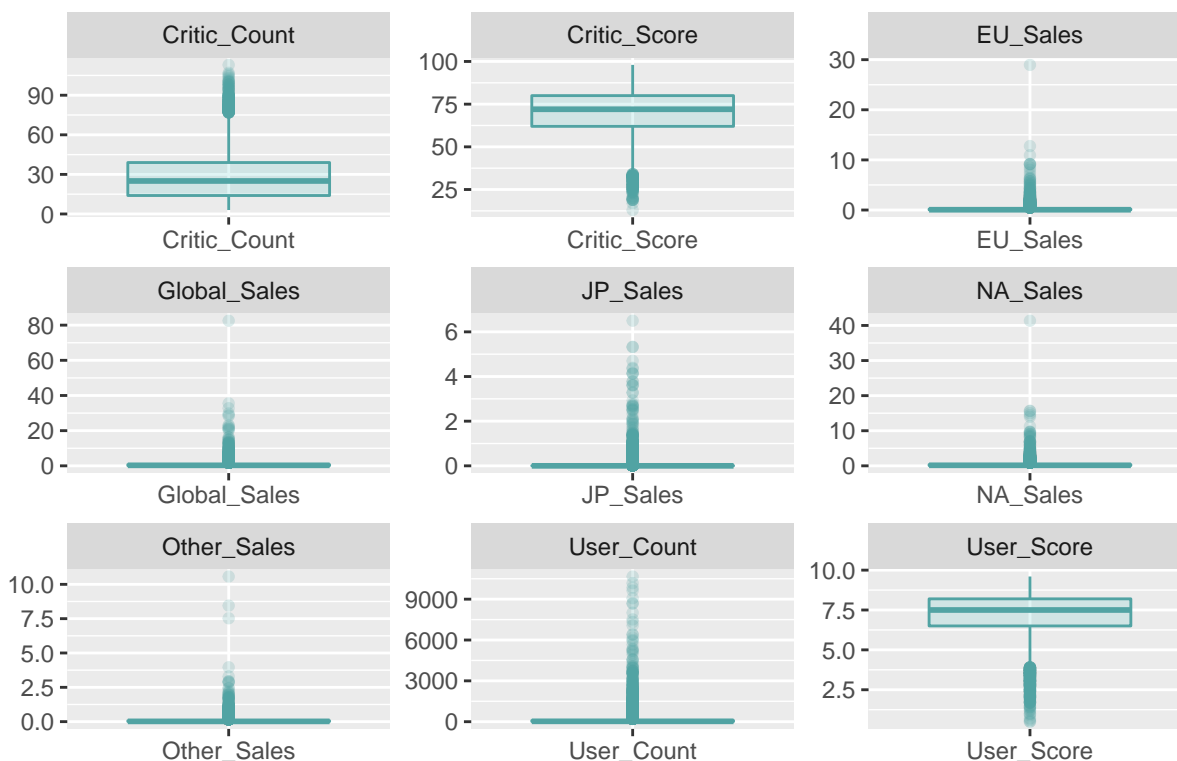 Critic_Count
90
60
30
0
Critic_Count
Critic_Score
100
75
50
25
Critic_Score
EU_Sales
30
20
10
0
EU_Sales
Global_Sales
80
60
40
20
0
Global_Sales
JP_Sales
6
4
2
0
JP_Sales
NA_Sales
40
30
20
10
0
NA_Sales
Other_Sales
10.0
7.5
5.0
2.5
0.0
Other_Sales
User_Count
9000
6000
3000
0
User_Count
User_Score
10.0
7.5
5.0
2.5
User_Score